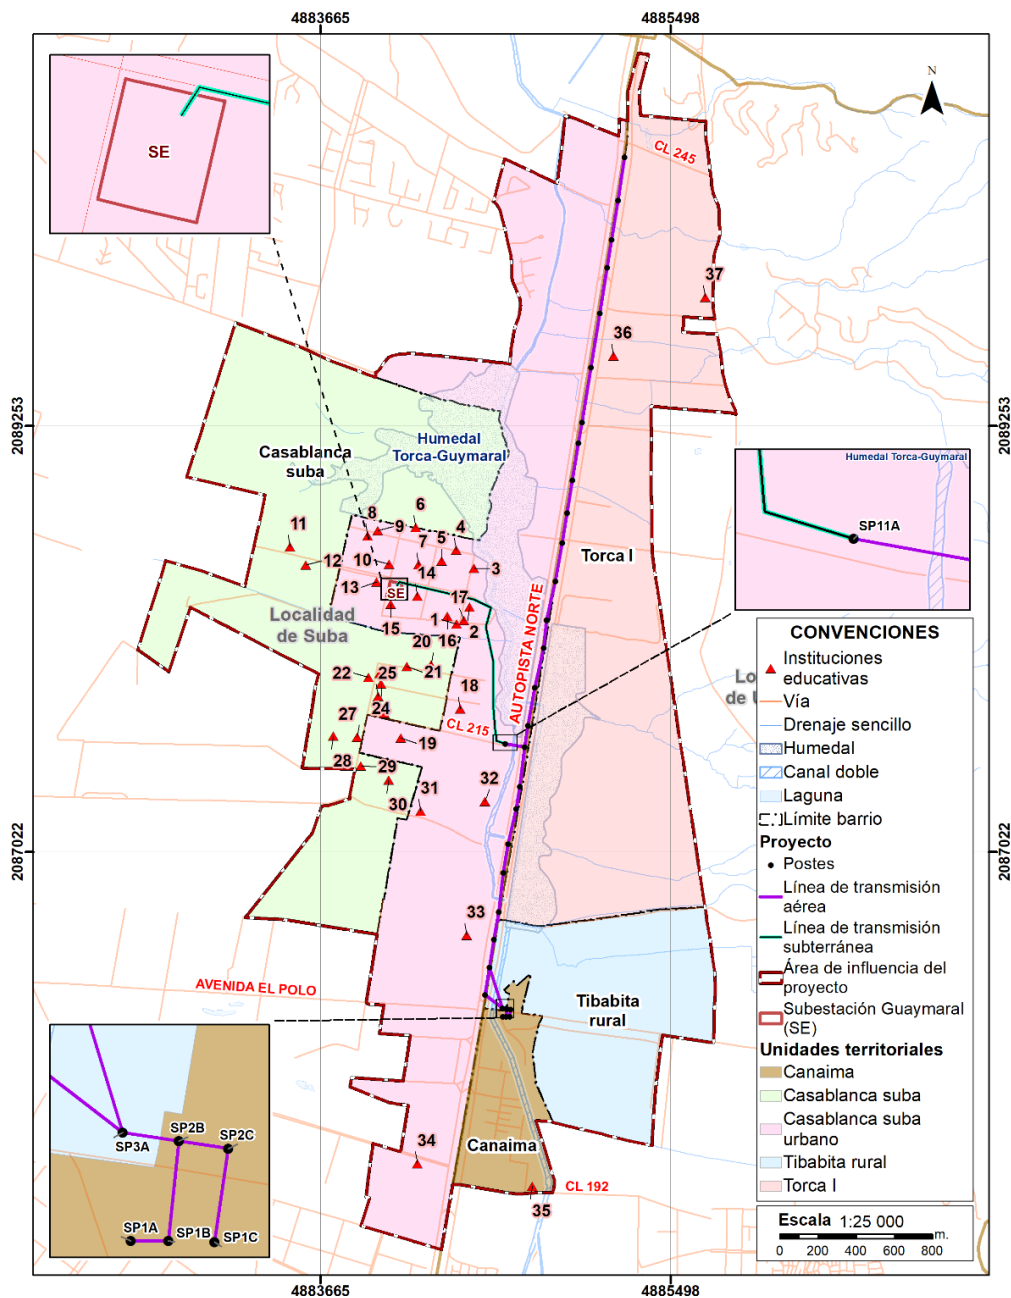 4883665
4885498
N
SE
CL 245
37
36
2089253
2089253
Humedal
Torca-Guymaral
Casablanca
suba
Humedal Torca-Guymaral
SP11A
6
8
9
4
5
7
11
10
3
12
14
13
SE
17
Torca I
1
2
15
16
Localidad
de Suba
20
21
22
25
18
24
CL 215
AUTOPISTA NORTE
27
19
28
29
32
30
31
Lo
de U
CONVENCIONES
Instituciones
educativas
Vía
Drenaje sencillo
Humedal
Canal doble
Laguna
Límite barrio
Proyecto
Postes
Línea de transmisión
aérea
Línea de transmisión
subterránea
Área de influencia del
proyecto
Subestación Guaymaral
(SE)
Unidades territoriales
Canaima
Casablanca suba
Casablanca suba
urbano
Tibabita rural
Torca I
2087022
2087022
33
AVENIDA EL POLO
Tibabita
rural
SP3A
SP2B
SP2C
SP1A
SP1B
SP1C
34
Canaima
35
CL 192
Escala 1:25 000
m.
0 200 400 600 800
4883665
4885498